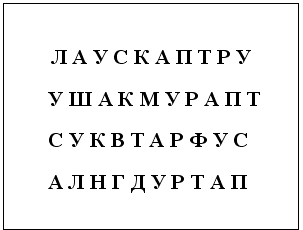 Л А У С К А П Т Р У
У Ш А К М У Р А П Т
С У К В Т А Р Ф У С
А Л Н Г Д У Р Т А П